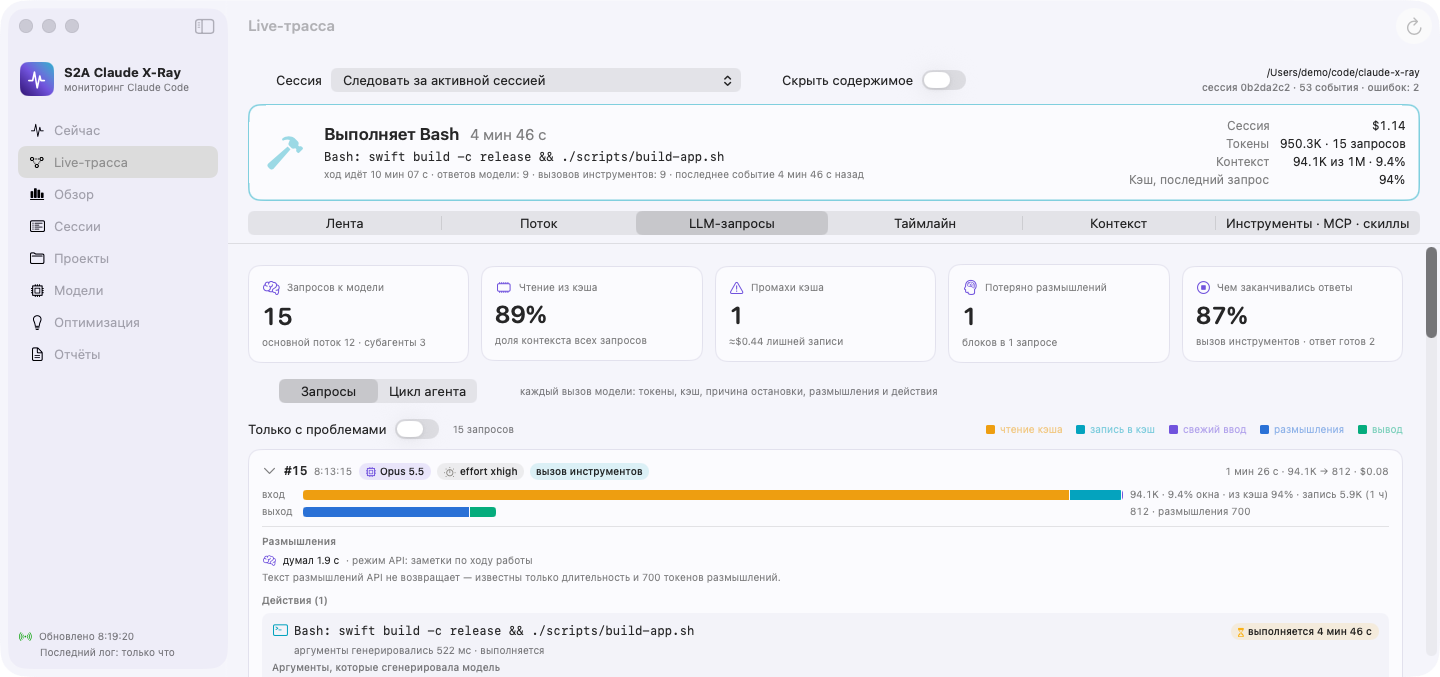 Live-трасса
S2A Claude X-Ray
мониторинг Claude Code
Сейчас
Live-трасса
Обзор
Сессии
Проекты
Модели
Оптимизация
Отчёты
Обновлено 8:19:20
Последний лог: только что
Сессия Следовать за активной сессией Скрыть содержимое
/Users/demo/code/claude-x-ray
сессия 0b2da2c2 · 53 события · ошибок: 2
Выполняет Bash 4 мин 46 с
Bash: swift build -c release && ./scripts/build-app.sh
ход идёт 10 мин 07 с · ответов модели: 9 · вызовов инструментов: 9 · последнее событие 4 мин 46 с назад
Сессия $1.14
Токены 950.3K · 15 запросов
Контекст 94.1K из 1M · 9.4%
Кэш, последний запрос 94%
Лента Поток LLM-запросы Таймлайн Контекст Инструменты · MCP · скиллы
Запросов к модели
15
основной поток 12 · субагенты 3
Чтение из кэша
89%
доля контекста всех запросов
Промахи кэша
1
≈$0.44 лишней записи
Потеряно размышлений
1
блоков в 1 запросе
Чем заканчивались ответы
87%
вызов инструментов · ответ готов 2
Запросы Цикл агента каждый вызов модели: токены, кэш, причина остановки, размышления и действия
Только с проблемами 15 запросов чтение кэша запись в кэш свежий ввод размышления вывод
#15 8:13:15 Opus 5.5 effort xhigh вызов инструментов 1 мин 26 с · 94.1K → 812 · $0.08
вход 94.1K · 9.4% окна · из кэша 94% · запись 5.9K (1 ч)
выход 812 · размышления 700
Размышления
думал 1.9 с · режим API: заметки по ходу работы
Текст размышлений API не возвращает — известны только длительность и 700 токенов размышлений.
Действия (1)
Bash: swift build -c release && ./scripts/build-app.sh выполняется 4 мин 46 с
аргументы генерировались 522 мс · выполняется
Аргументы, которые сгенерировала модель